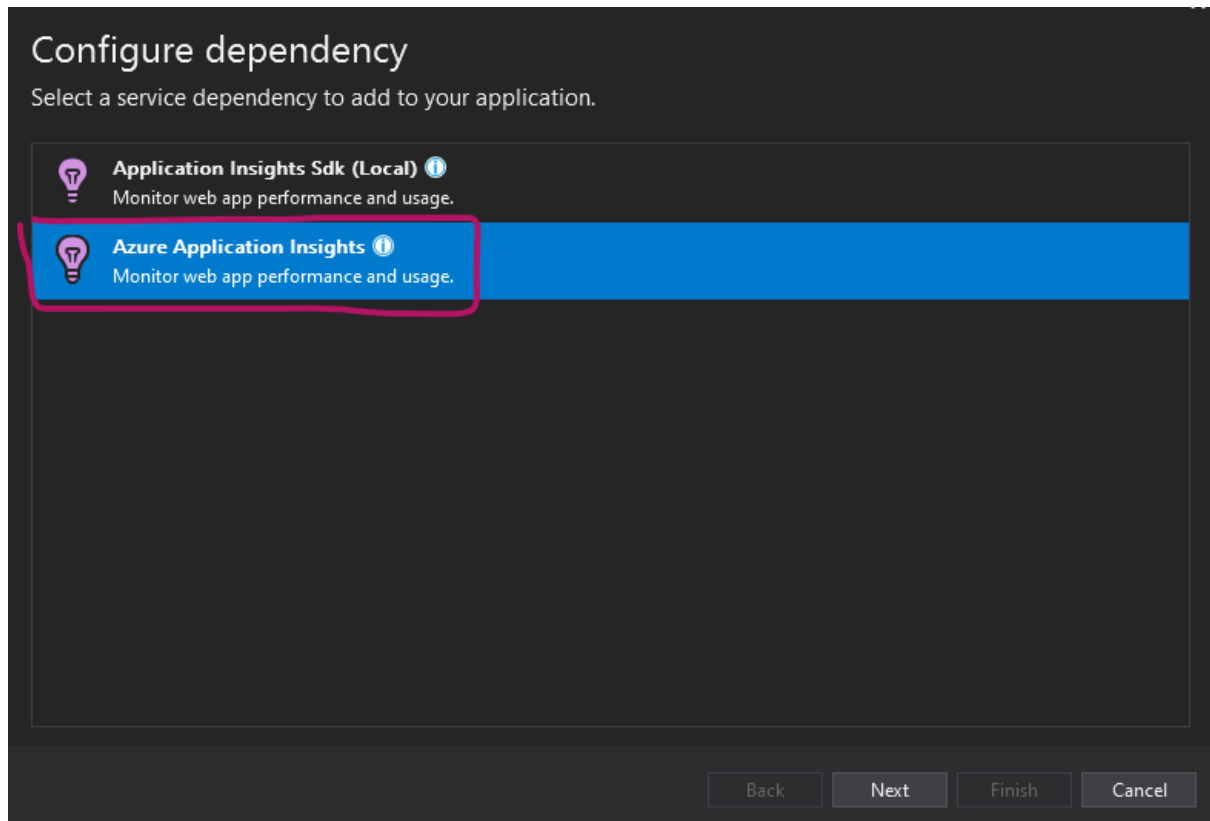 Configure dependency
Select a service dependency to add to your application.
Application Insights Sdk (Local)
Monitor web app performance and usage.
Azure Application Insights
Monitor web app performance and usage.
Back Next Finish Cancel